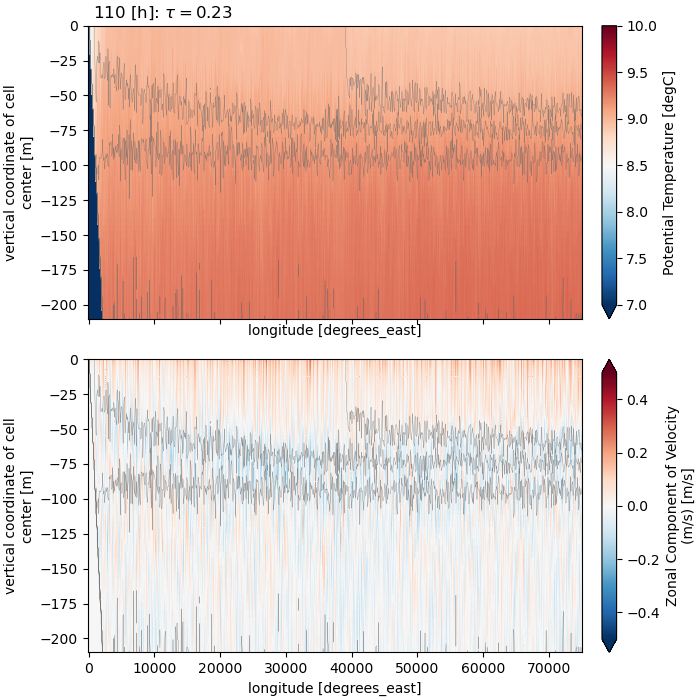 110 [h]: τ = 0.23
0
−25
−50
−75
−100
−125
−150
−175
−200
vertical coordinate of cell
center [m]
longitude [degrees_east]
10.0
9.5
9.0
8.5
8.0
7.5
7.0
Potential Temperature [degC]
0
−25
−50
−75
−100
−125
−150
−175
−200
vertical coordinate of cell
center [m]
0 10000 20000 30000 40000 50000 60000 70000
longitude [degrees_east]
0.4
0.2
0.0
−0.2
−0.4
Zonal Component of Velocity
(m/s) [m/s]